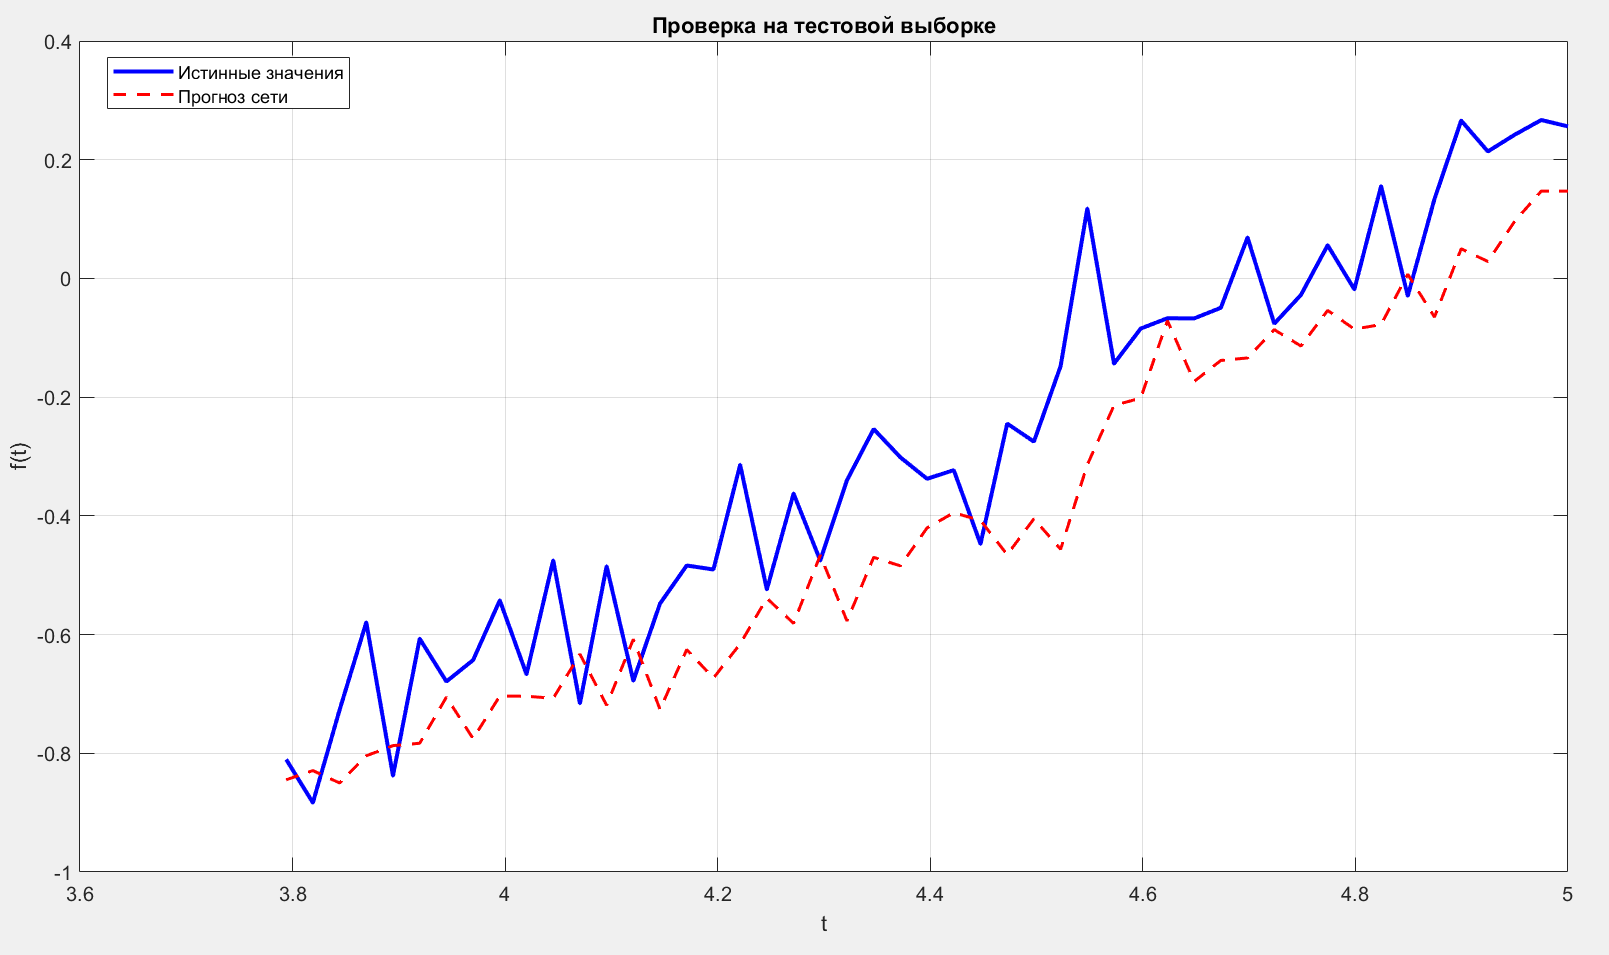 Проверка на тестовой выборке
Истинные значения
Прогноз сети
0.4
0.2
0
-0.2
-0.4
-0.6
-0.8
-1
f(t)
3.6 3.8 4 4.2 4.4 4.6 4.8 5
t